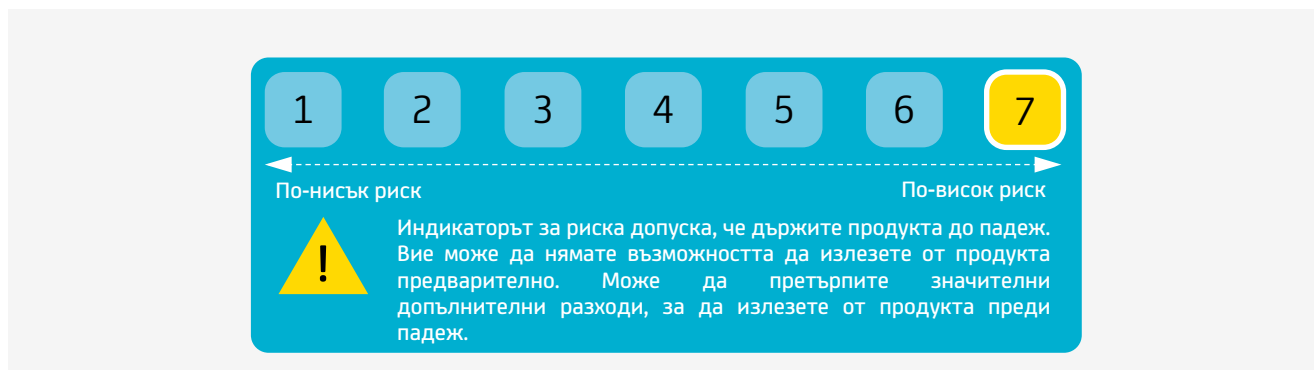 1 2 3 4 5 6 7
По-нисък риск По-висок риск
! Индикаторът за риска допуска, че държите продукта до падеж.
Вие може да нямате възможността да излезете от продукта
предварително. Може да претърпите значителни
допълнителни разходи, за да излезете от продукта преди
падеж.